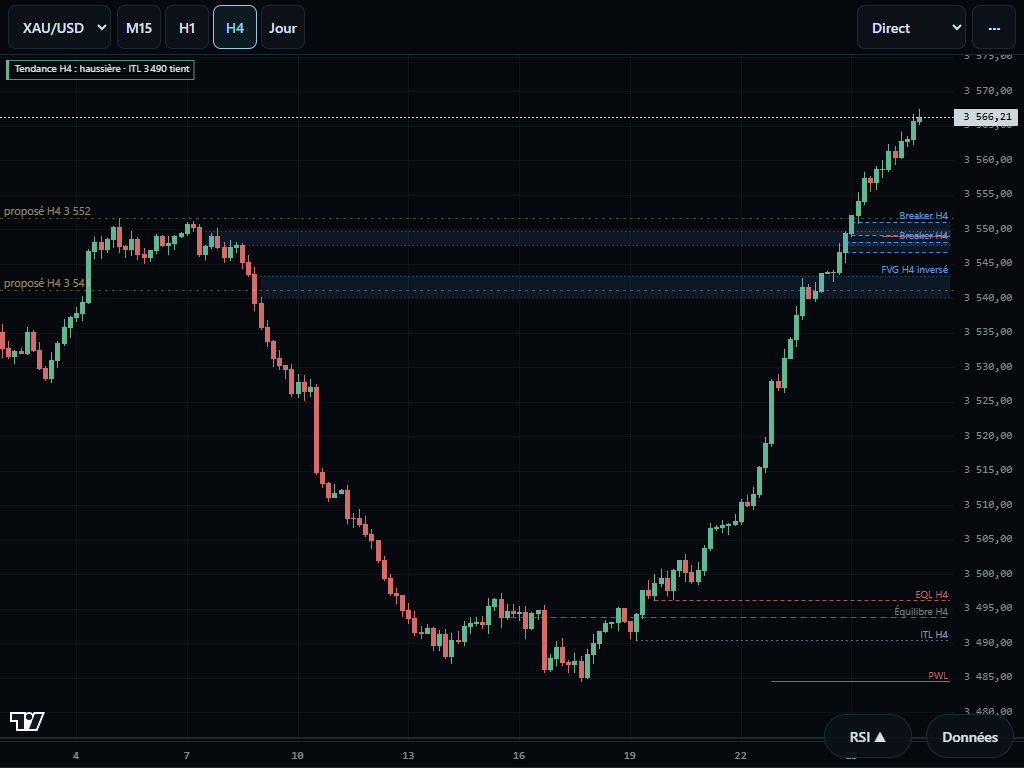 XAU/USD M15 H1 H4 Jour Direct ...
Tendance H4 : haussière · ITL 3 490 tient
3 575,00
3 570,00
3 566,21
3 560,00
3 555,00
proposé H4 3 552
Breaker H4
3 550,00
Breaker H4
3 545,00
FVG H4 inversé
proposé H4 3 541
3 540,00
3 535,00
3 530,00
3 525,00
3 520,00
3 515,00
3 510,00
3 505,00
3 500,00
EQL H4
3 495,00
Équilibre H4
ITL H4
3 490,00
PWL
3 485,00
3 480,00
RSI ▲ Données
4 7 10 13 16 19 22